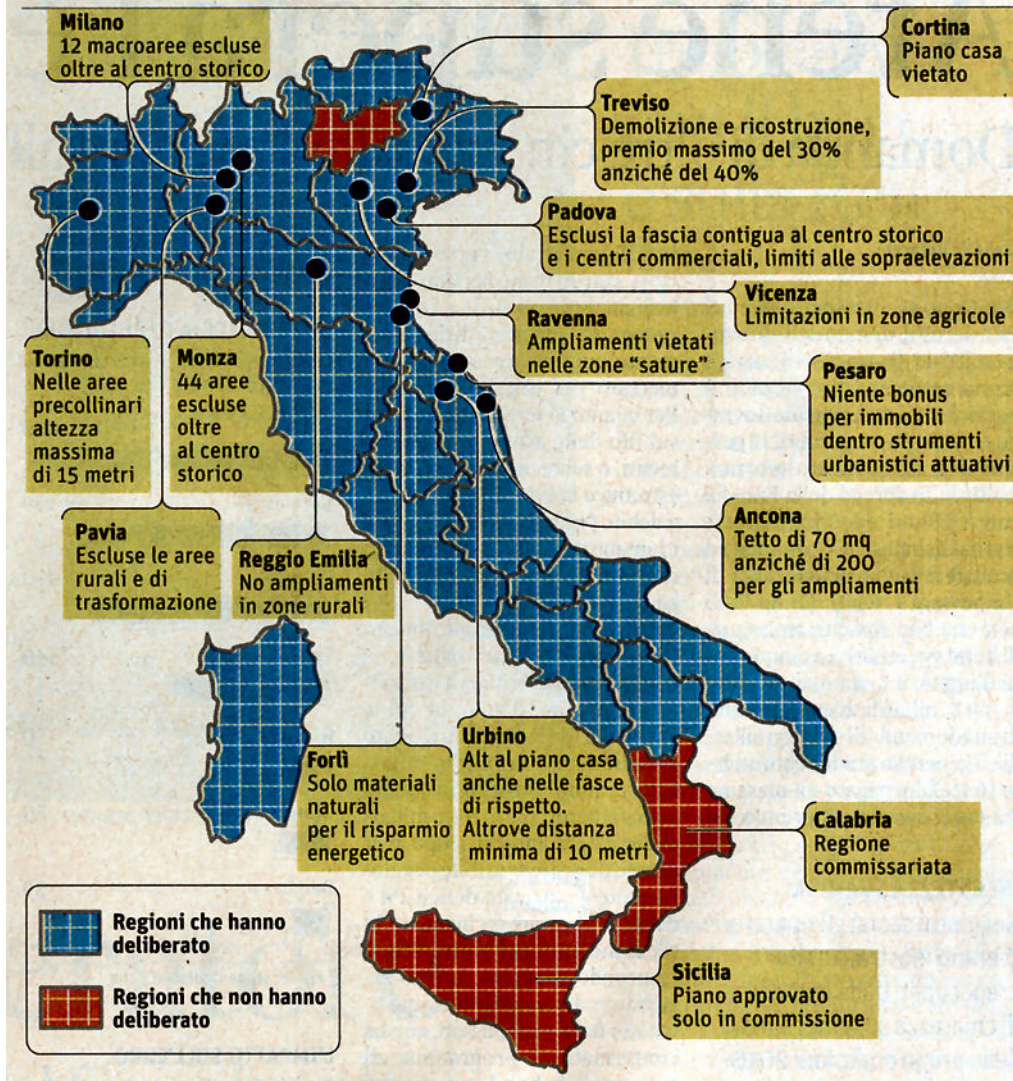 Milano
12 macroaree escluse
oltre al centro storico
Cortina
Piano casa
vietato
Treviso
Demolizione e ricostruzione,
premio massimo del 30%
anziché del 40%
Padova
Esclusi la fascia contigua al centro storico
e i centri commerciali, limiti alle sopraelevazioni
Vicenza
Limitazioni in zone agricole
Ravenna
Ampliamenti vietati
nelle zone “sature”
Torino
Nelle aree
precollinari
altezza
massima
di 15 metri
Monza
44 aree
escluse
oltre
al centro
storico
Pesaro
Niente bonus
per immobili
dentro strumenti
urbanistici attuativi
Pavia
Escluse le aree
rurali e di
trasformazione
Reggio Emilia
No ampliamenti
in zone rurali
Ancona
Tetto di 70 mq
anziché di 200
per gli ampliamenti
Forlì
Solo materiali
naturali
per il risparmio
energetico
Urbino
Alt al piano casa
anche nelle fasce
di rispetto.
Altrove distanza
minima di 10 metri
Calabria
Regione
commissariata
Sicilia
Piano approvato
solo in commissione
Regioni che hanno
deliberato
Regioni che non hanno
deliberato